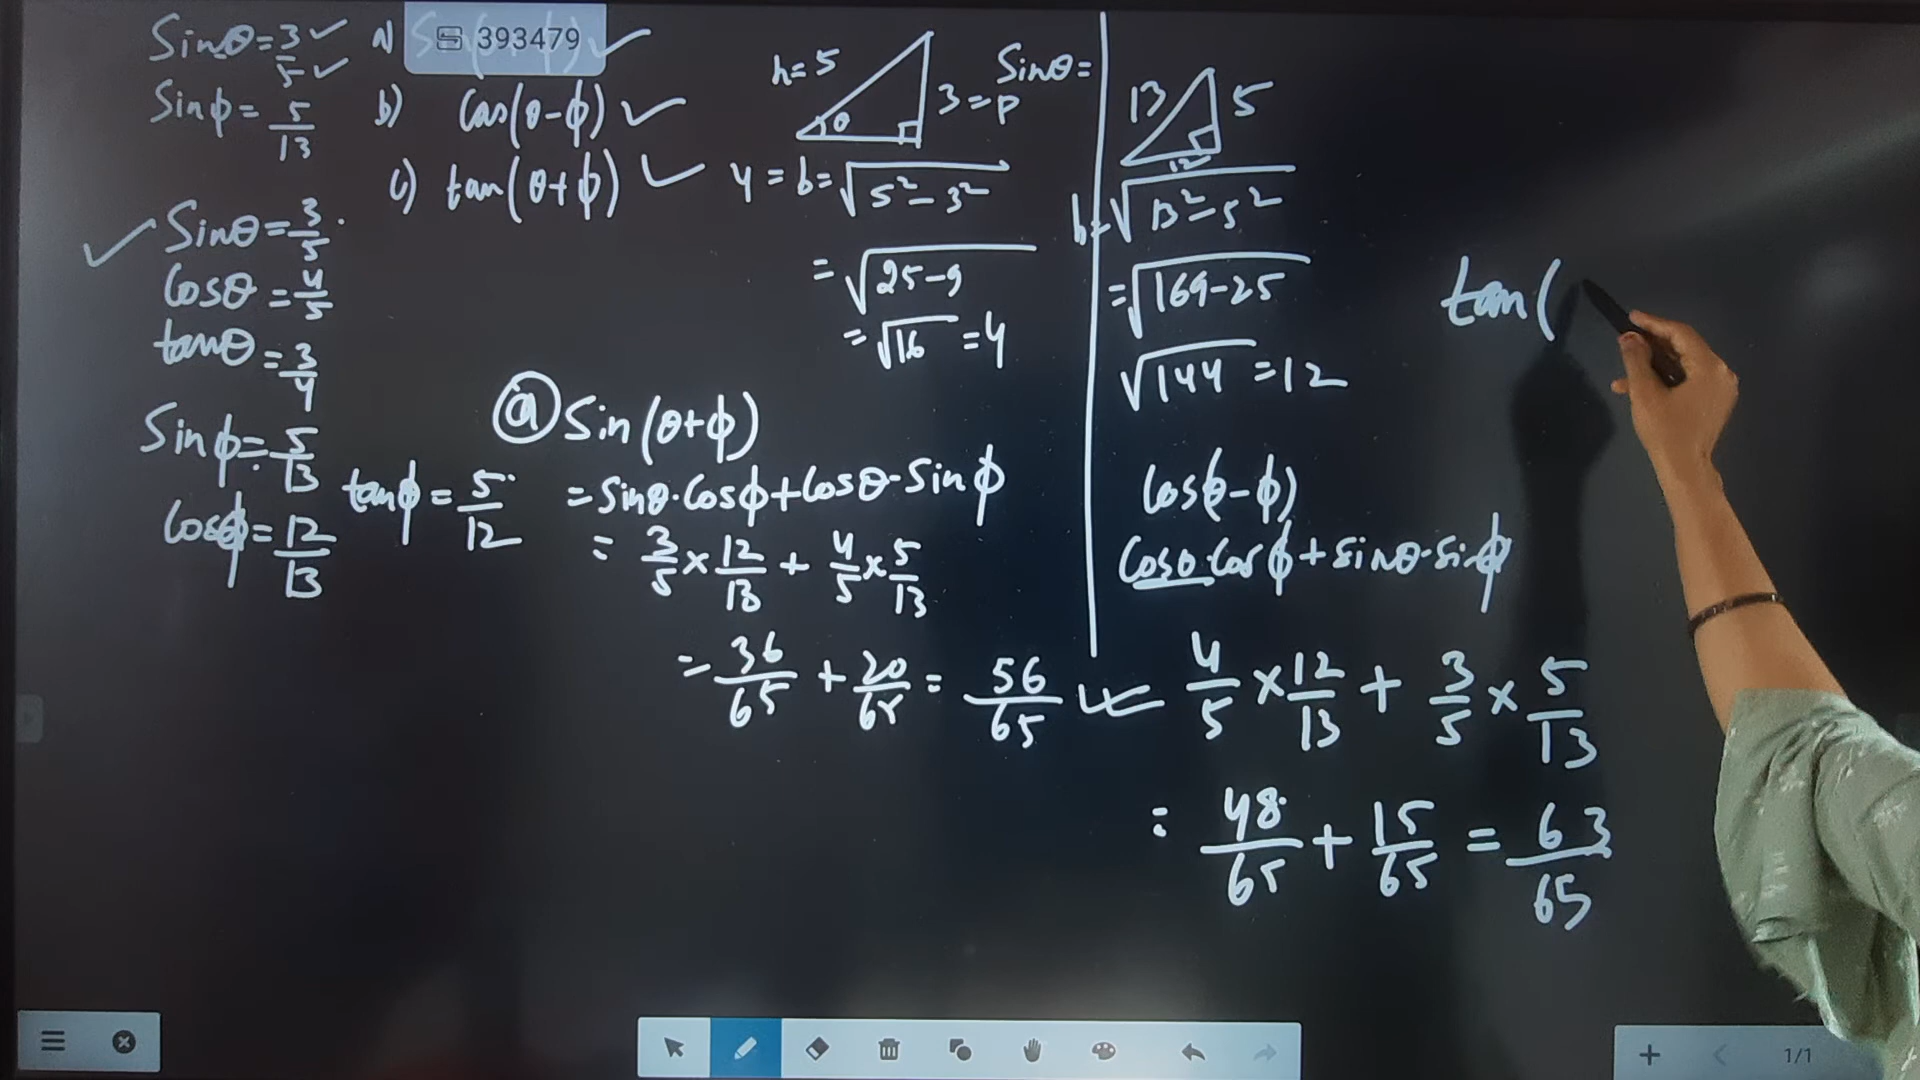 Sinθ = 3/5
Sinϕ = 5/13
a)
393479
b) Cos(θ-ϕ)
c) tan(θ+ϕ)
Sinθ = 3/5
Cosθ = 4/5
tanθ = 3/4
Sinϕ = 5/13
Cosϕ = 12/13
tanϕ = 5/12
h=5
θ
3 = P
Sinθ =
4 = b = √5²-3²
= √25-9
= √16 = 4
13
5
12
b = √13²-5²
= √169-25
√144 = 12
a Sin(θ+ϕ)
= Sinθ·Cosϕ+Cosθ·Sinϕ
= 3/5 × 12/13 + 4/5 × 5/13
= 36/65 + 20/65 = 56/65
Cos(θ-ϕ)
Cosθ·Cosϕ+Sinθ·Sinϕ
4/5 × 12/13 + 3/5 × 5/13
= 48/65 + 15/65 = 63/65
tan(
1/1